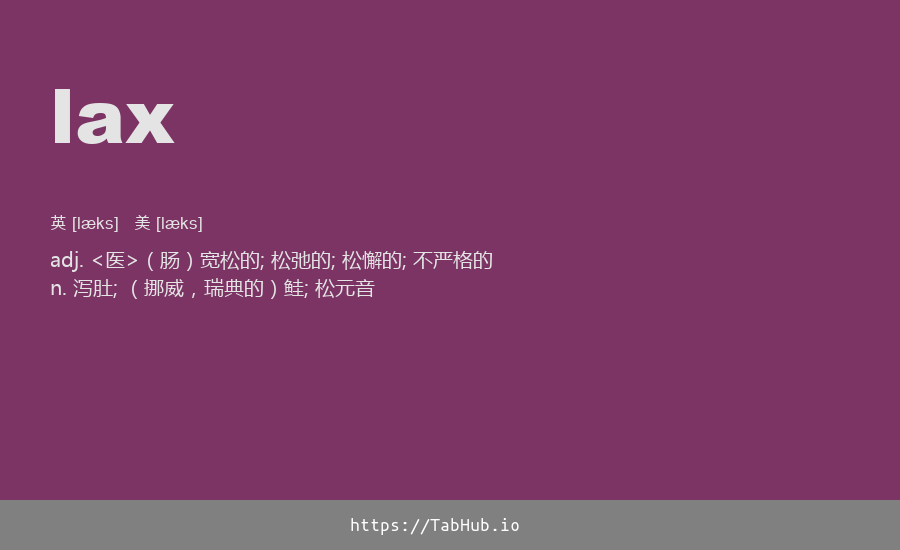 lax
英 [læks] 美 [læks]
adj. <医>（肠）宽松的; 松弛的; 松懈的; 不严格的
n. 泻肚; （挪威，瑞典的）鲑; 松元音
https://TabHub.io